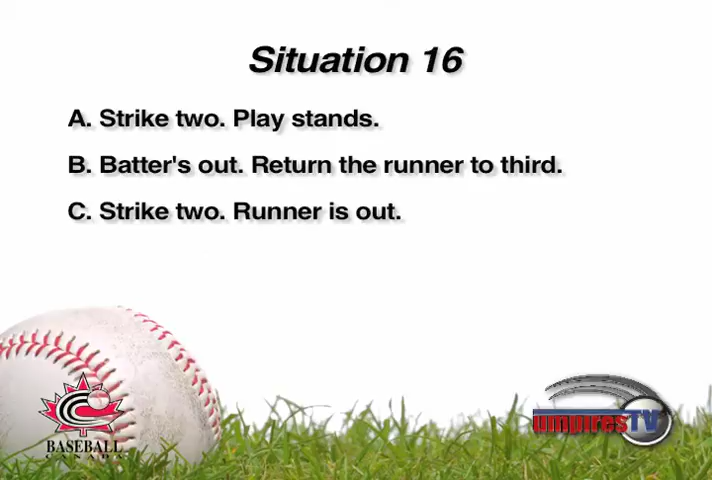 Situation 16
A. Strike two. Play stands.
B. Batter's out. Return the runner to third.
C. Strike two. Runner is out.
BASEBALL
CANADA
umpiresTV